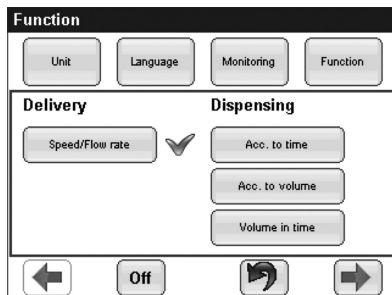 Function
Unit Language Monitoring Function
Delivery Dispensing
Speed/Flow rate Acc. to time
Acc. to volume
Volume in time
Off